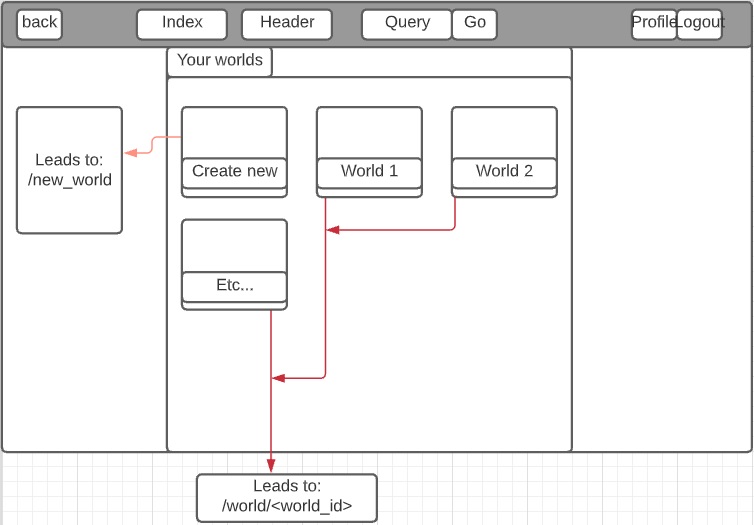 back Index Header Query Go Profile Logout
Your worlds
Leads to:
/new_world
Create new World 1 World 2
Etc...
Leads to:
/world/<world_id>